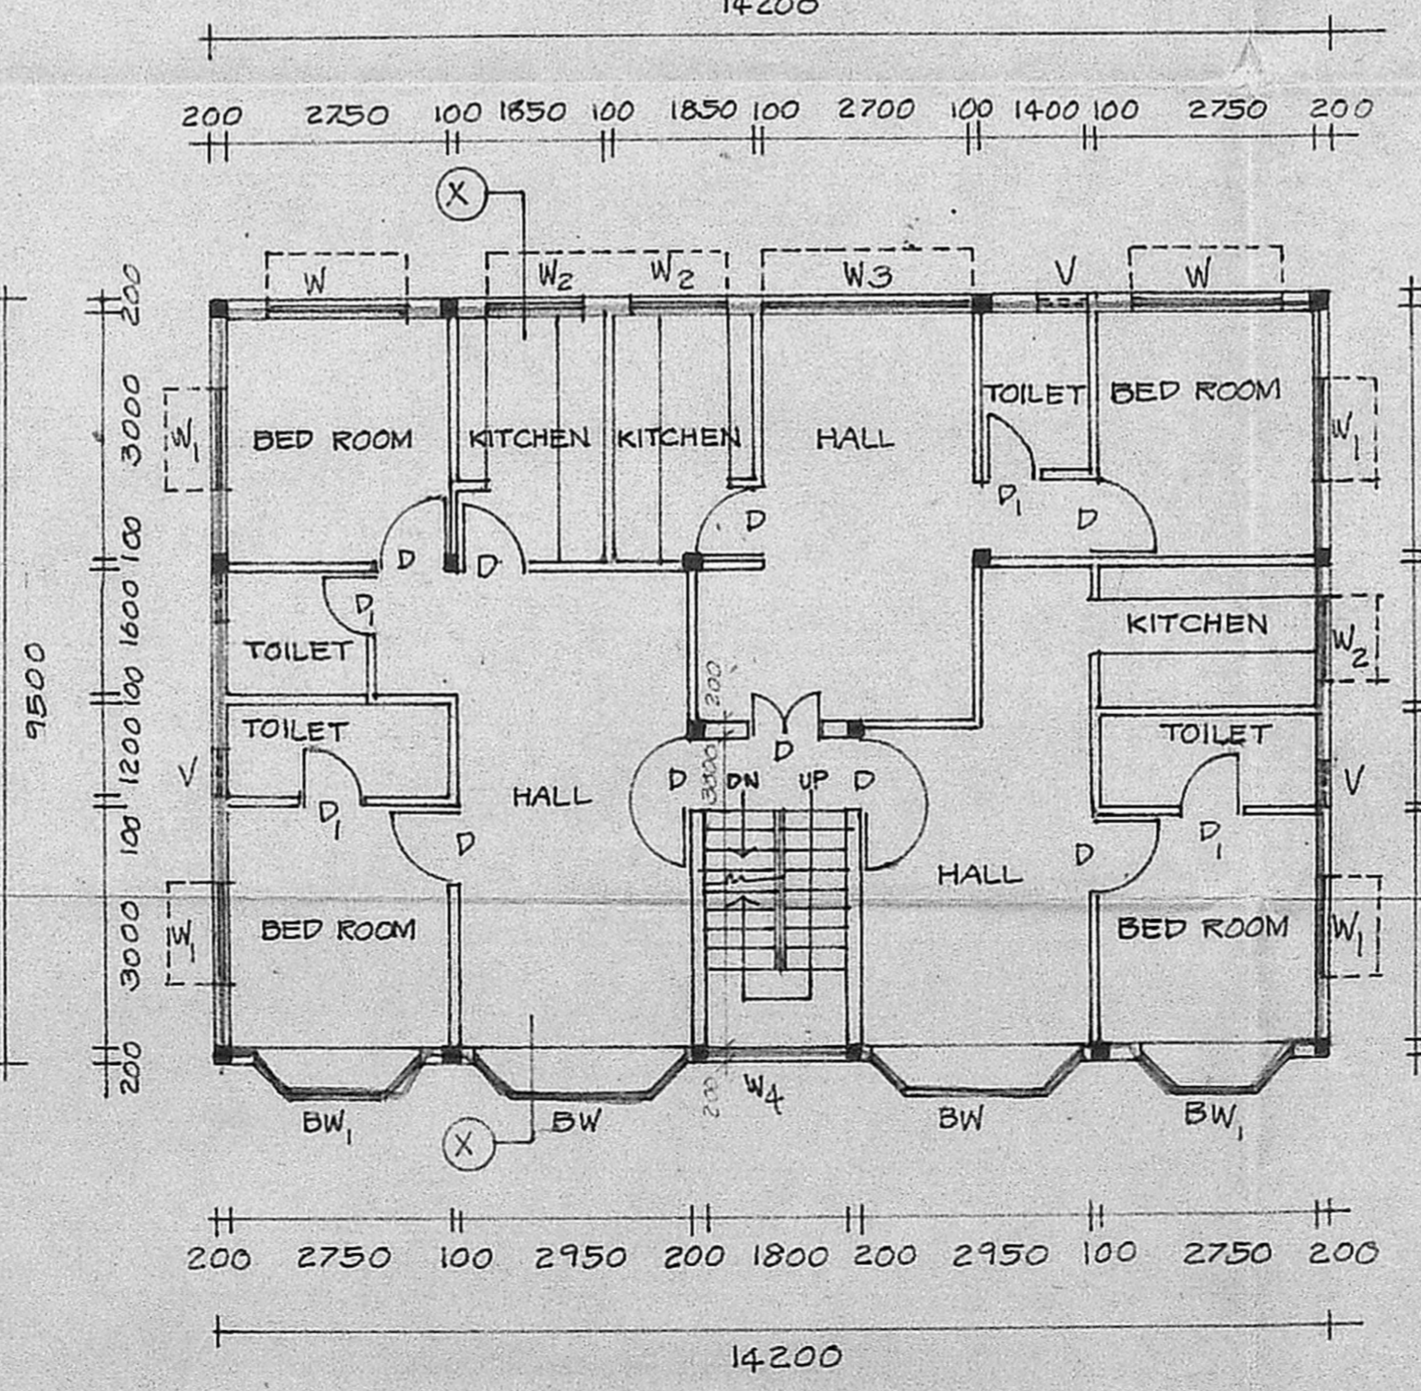 14200
200 2750 100 1850 100 1850 100 2700 100 1400 V 100 2750 200
X
W W2 W2 W3 V W
200
3000
100
1600
100
1200
100
3000
200
9500
W1 BED ROOM KITCHEN KITCHEN HALL TOILET BED ROOM W1
D D D D1 D
D1
TOILET
KITCHEN W2
200
TOILET
TOILET
V
D
D 3300 DN UP D
V
HALL
D1 D
D D1
HALL
W1 BED ROOM
BED ROOM W1
200
W4
BW1 BW BW BW1
X
200 2750 100 2950 200 1800 200 2950 100 2750 200
14200